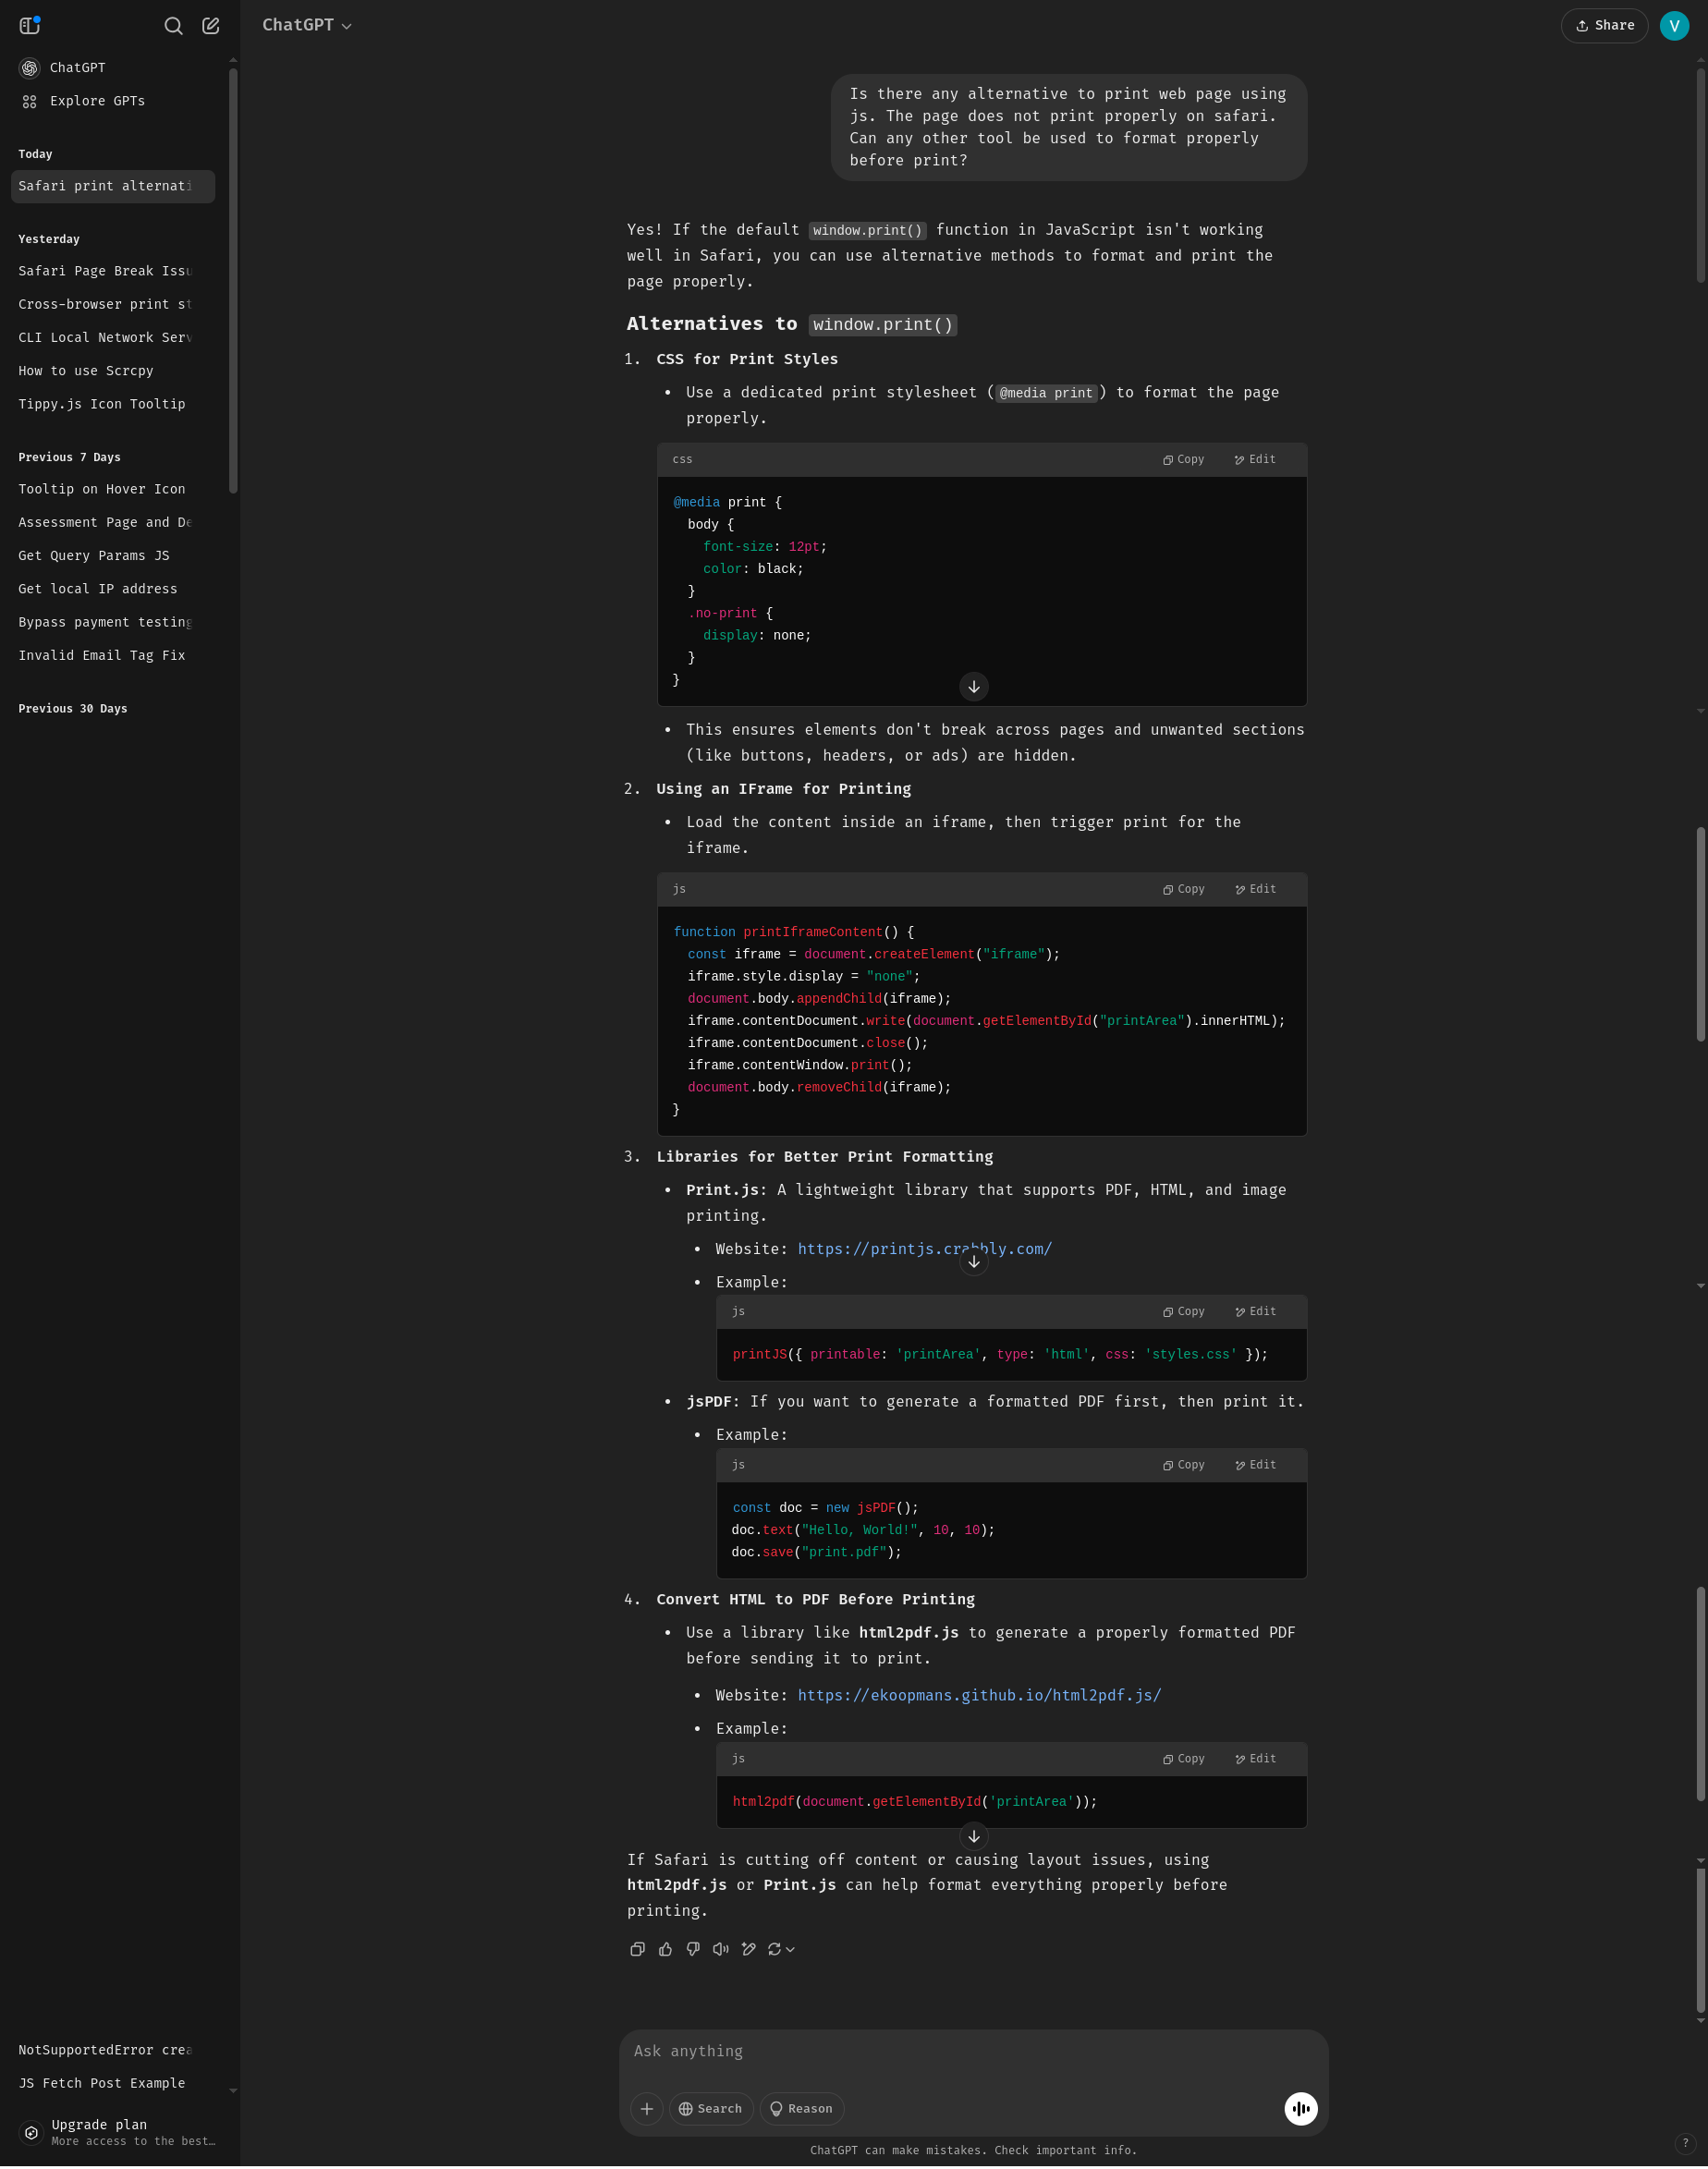 ChatGPT
Explore GPTs
Today
Safari print alternati
Yesterday
Safari Page Break Issu
Cross-browser print st
CLI Local Network Serv
How to use Scrcpy
Tippy.js Icon Tooltip
Previous 7 Days
Tooltip on Hover Icon
Assessment Page and De
Get Query Params JS
Get local IP address
Bypass payment testing
Invalid Email Tag Fix
Previous 30 Days
NotSupportedError crea
JS Fetch Post Example
Upgrade plan
More access to the best…
ChatGPT
Share
V
Is there any alternative to print web page using
js. The page does not print properly on safari.
Can any other tool be used to format properly
before print?
Yes! If the default window.print() function in JavaScript isn't working
well in Safari, you can use alternative methods to format and print the
page properly.
Alternatives to window.print()
1. CSS for Print Styles
• Use a dedicated print stylesheet (@media print) to format the page
properly.
css Copy Edit
@media print {
  body {
    font-size: 12pt;
    color: black;
  }
  .no-print {
    display: none;
  }
}
• This ensures elements don't break across pages and unwanted sections
(like buttons, headers, or ads) are hidden.
2. Using an IFrame for Printing
• Load the content inside an iframe, then trigger print for the
iframe.
js Copy Edit
function printIframeContent() {
  const iframe = document.createElement("iframe");
  iframe.style.display = "none";
  document.body.appendChild(iframe);
  iframe.contentDocument.write(document.getElementById("printArea").innerHTML);
  iframe.contentDocument.close();
  iframe.contentWindow.print();
  document.body.removeChild(iframe);
}
3. Libraries for Better Print Formatting
• Print.js: A lightweight library that supports PDF, HTML, and image
printing.
• Website: https://printjs.crabbly.com/
• Example:
js Copy Edit
printJS({ printable: 'printArea', type: 'html', css: 'styles.css' });
• jsPDF: If you want to generate a formatted PDF first, then print it.
• Example:
js Copy Edit
const doc = new jsPDF();
doc.text("Hello, World!", 10, 10);
doc.save("print.pdf");
4. Convert HTML to PDF Before Printing
• Use a library like html2pdf.js to generate a properly formatted PDF
before sending it to print.
• Website: https://ekoopmans.github.io/html2pdf.js/
• Example:
js Copy Edit
html2pdf(document.getElementById('printArea'));
If Safari is cutting off content or causing layout issues, using
html2pdf.js or Print.js can help format everything properly before
printing.
Ask anything
Search
Reason
ChatGPT can make mistakes. Check important info.
?